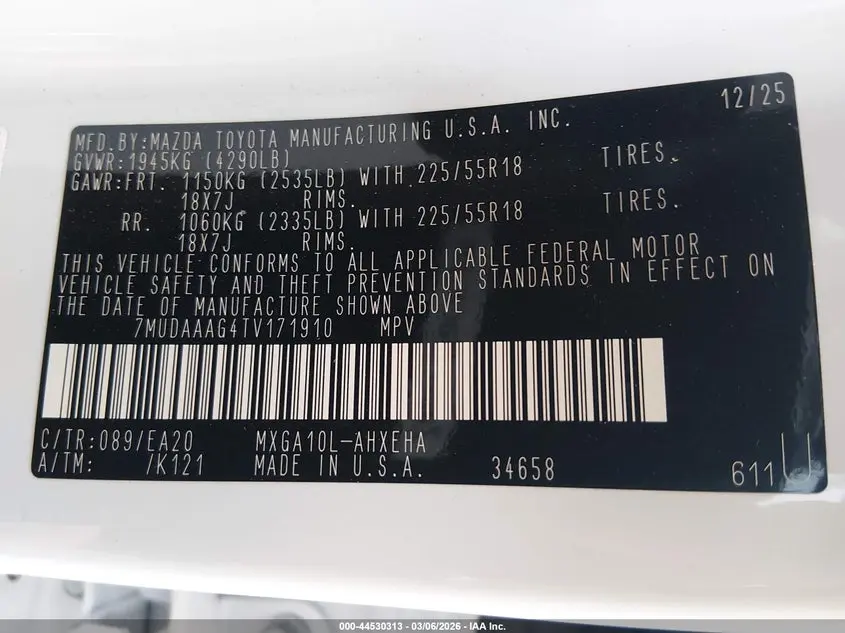 12/25
MFD.BY:MAZDA TOYOTA MANUFACTURING U.S.A. INC.
GVWR:1945KG (4290LB)
GAWR:FRT. 1150KG (2535LB) WITH 225/55R18 TIRES.
18X7J RIMS.
RR. 1060KG (2335LB) WITH 225/55R18 TIRES.
18X7J RIMS.
THIS VEHICLE CONFORMS TO ALL APPLICABLE FEDERAL MOTOR
VEHICLE SAFETY AND THEFT PREVENTION STANDARDS IN EFFECT ON
THE DATE OF MANUFACTURE SHOWN ABOVE
7MUDAAAG4TV171910 MPV
C/TR:089/EA20 MXGA10L-AHXEHA
A/TM: /K121 MADE IN U.S.A. 34658 611U
000-44530313 - 03/06/2026 - IAA Inc.